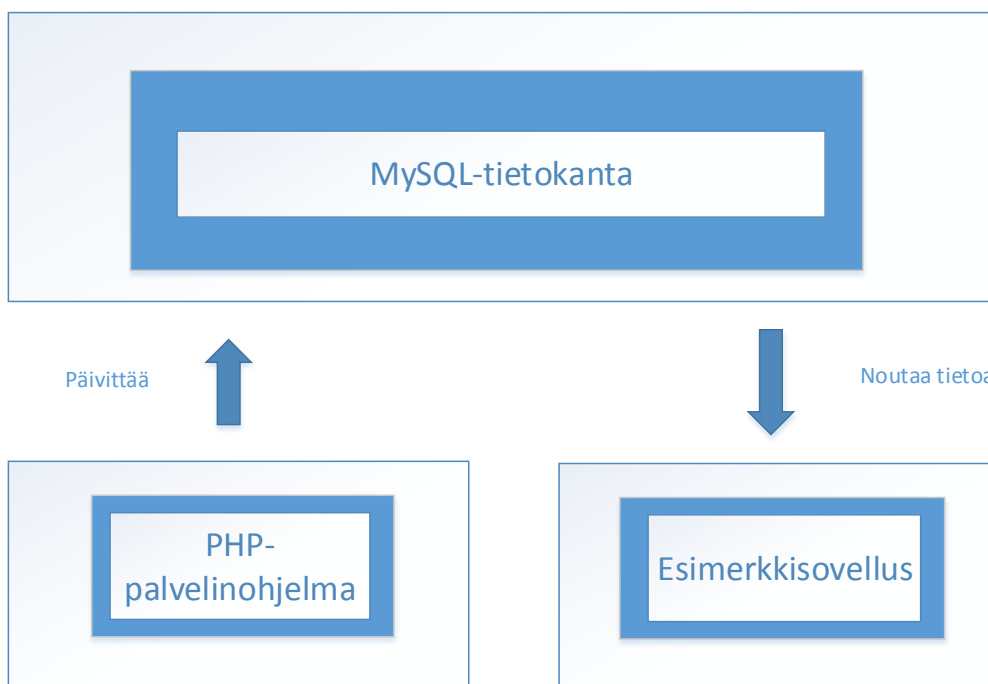 MySQL-tietokanta
Päivittää
Noutaa tietoa
PHP-
palvelinohjelma
Esimerkkisovellus